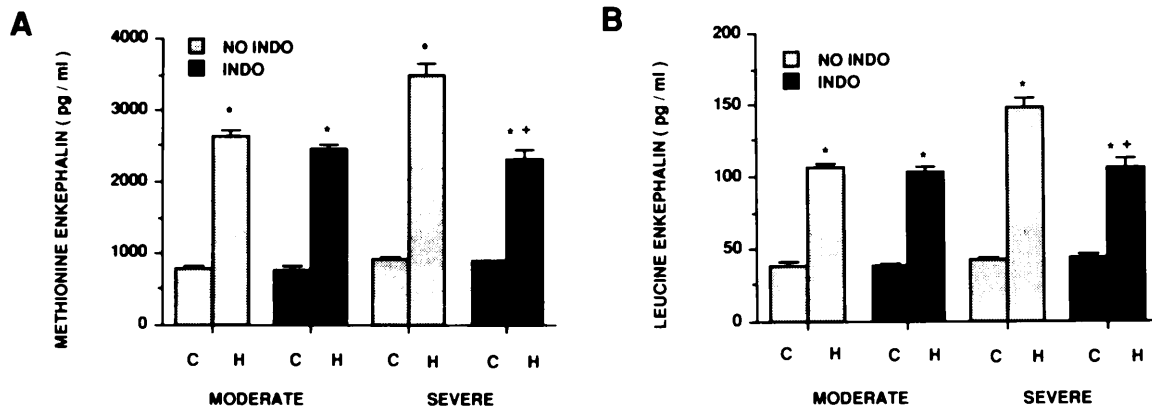 A
METHIONINE ENKEPHALIN ( pg / ml )
4000
3000
2000
1000
0
NO INDO
INDO
* * * * +
C H C H C H C H
MODERATE SEVERE
B
LEUCINE ENKEPHALIN ( pg / ml )
200
150
100
50
0
NO INDO
INDO
* * * * +
C H C H C H C H
MODERATE SEVERE